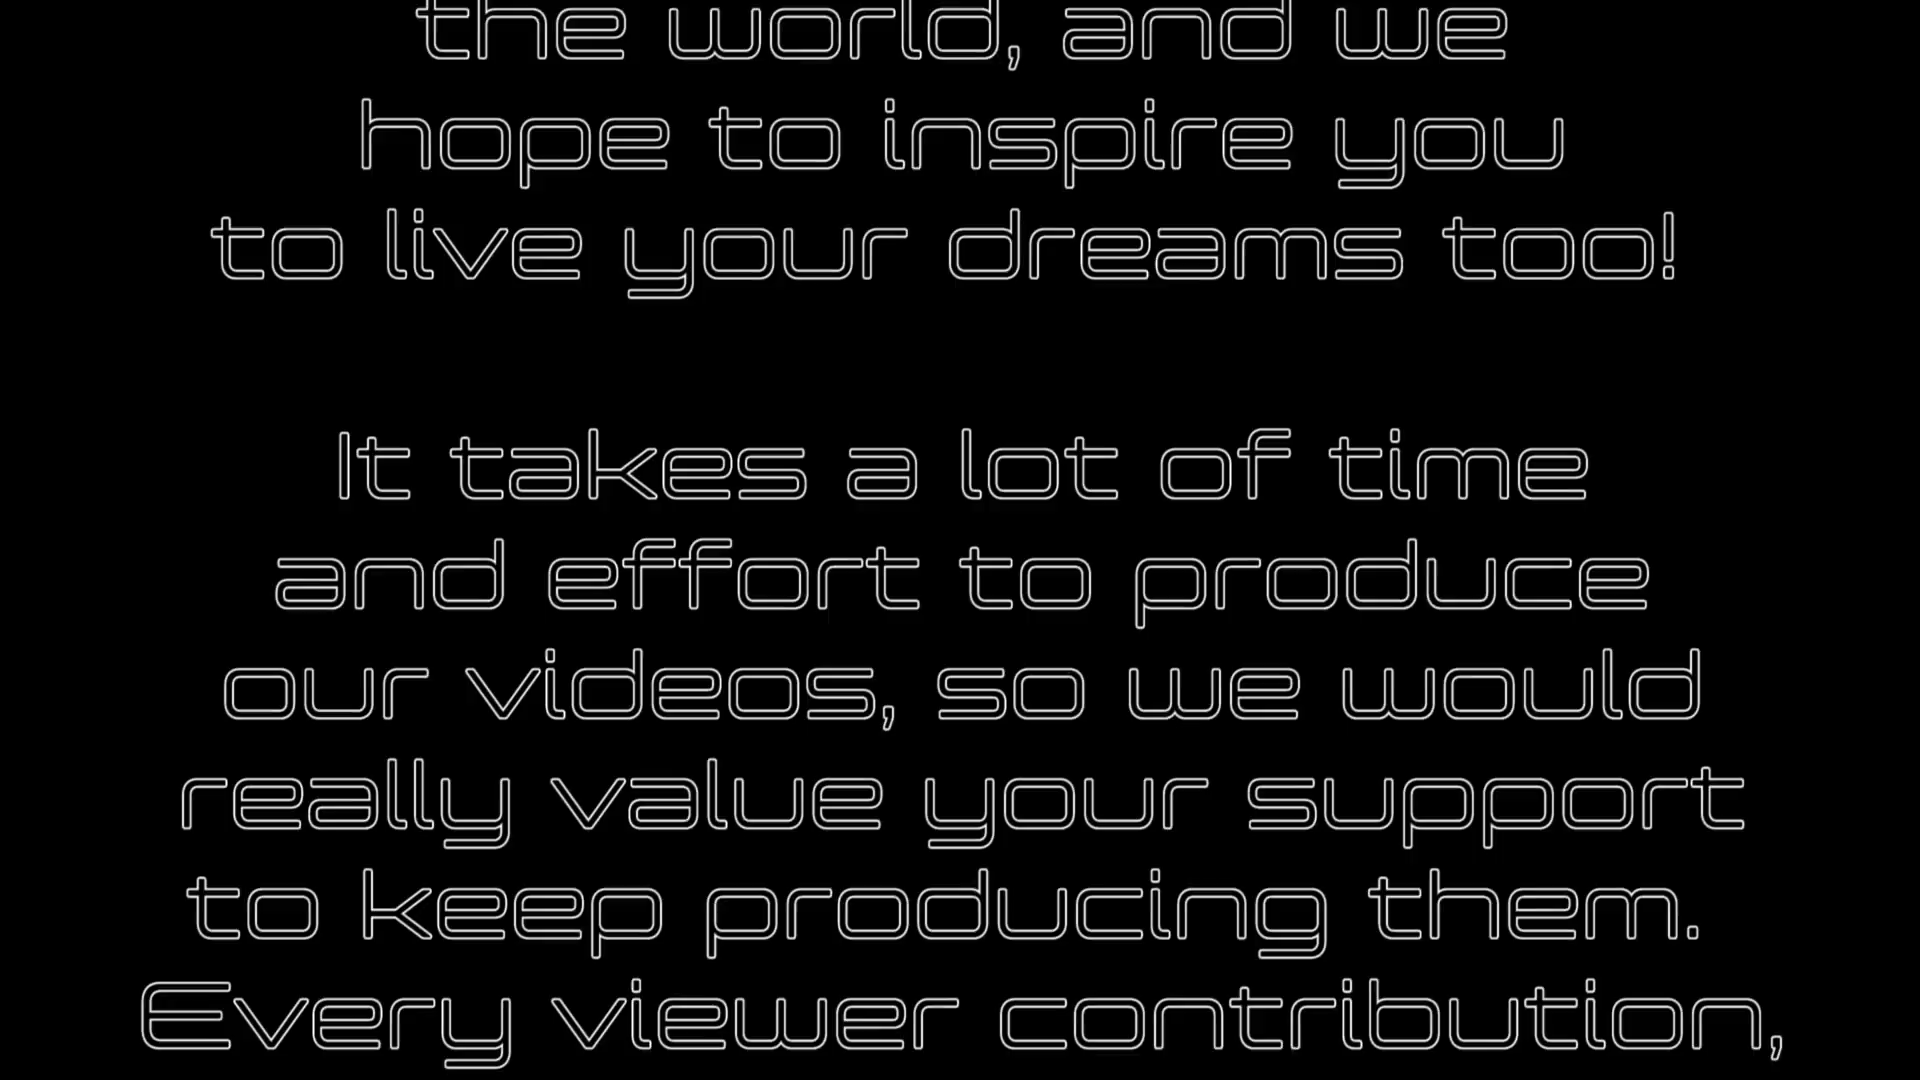 the world, and we
hope to inspire you
to live your dreams too!
It takes a lot of time
and effort to produce
our videos, so we would
really value your support
to keep producing them.
Every viewer contribution,